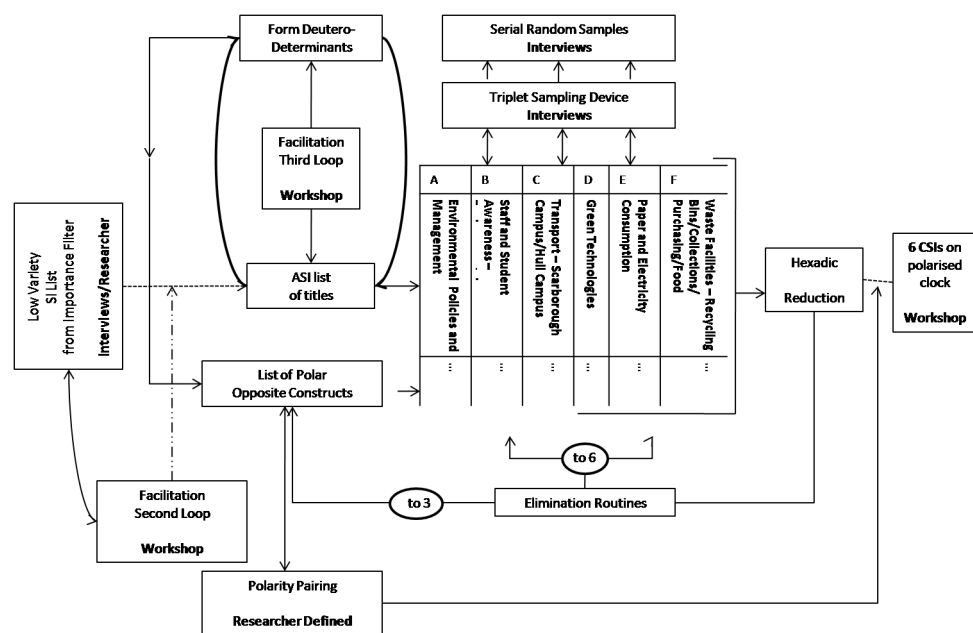 Form Deutero-
Determinants
Serial Random Samples
Interviews
Triplet Sampling Device
Interviews
Facilitation
Third Loop
Workshop
Low Variety
SI List
from Importance Filter
Interviews/Researcher
ASI list
of titles
A
Environmental Policies and
Management
...
B
Staff and Student
Awareness –
...
C
Transport – Scarborough
Campus/Hull Campus
...
D
Green Technologies
...
E
Paper and Electricity
Consumption
...
F
Waste Facilities – Recycling
Bins/Collections/
Purchasing/Food
...
Hexadic
Reduction
6 CSIs on
polarised
clock
Workshop
List of Polar
Opposite Constructs
to 6
to 3
Elimination Routines
Facilitation
Second Loop
Workshop
Polarity Pairing
Researcher Defined